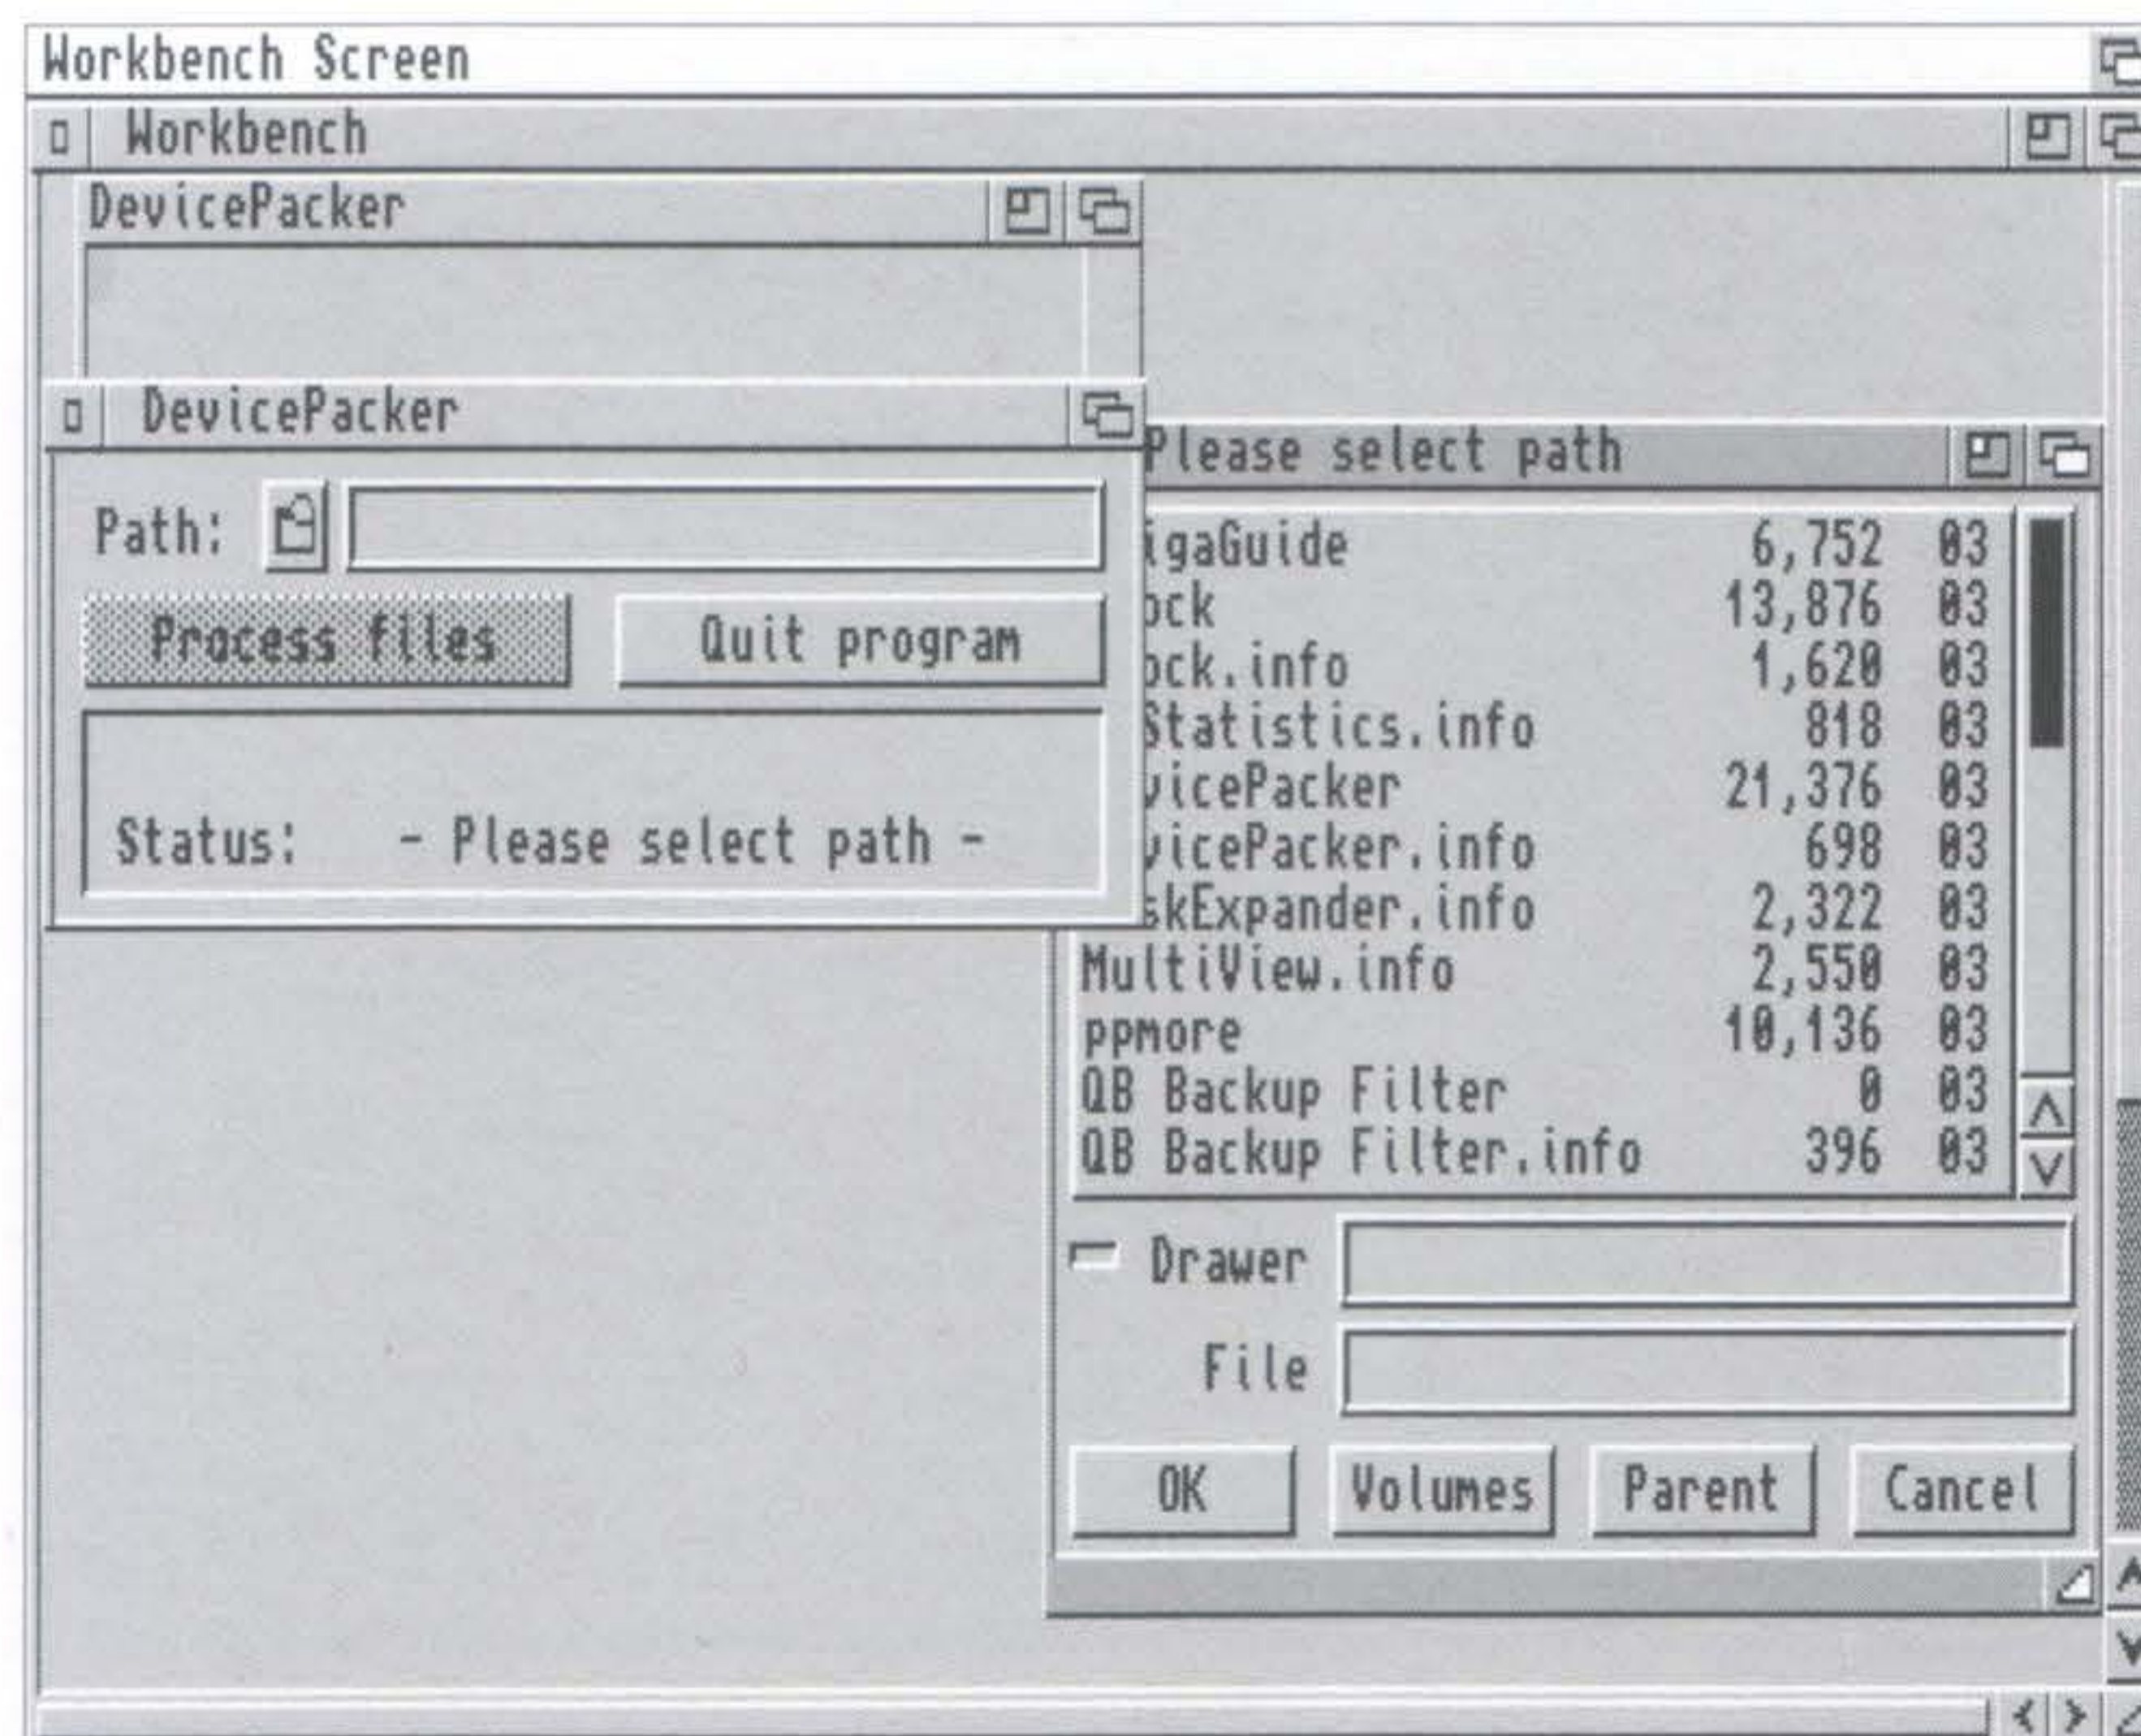 Workbench Screen
Workbench
DevicePacker
DevicePacker
Path:
Process files Quit program
Status: - Please select path -
Please select path
igaGuide 6,752 03
ock 13,876 03
ock.info 1,620 03
Statistics.info 818 03
vicePacker 21,376 03
vicePacker.info 698 03
skExpander.info 2,322 03
MultiView.info 2,550 03
ppmore 10,136 03
QB Backup Filter 0 03
QB Backup Filter.info 396 03
Drawer
File
OK Volumes Parent Cancel